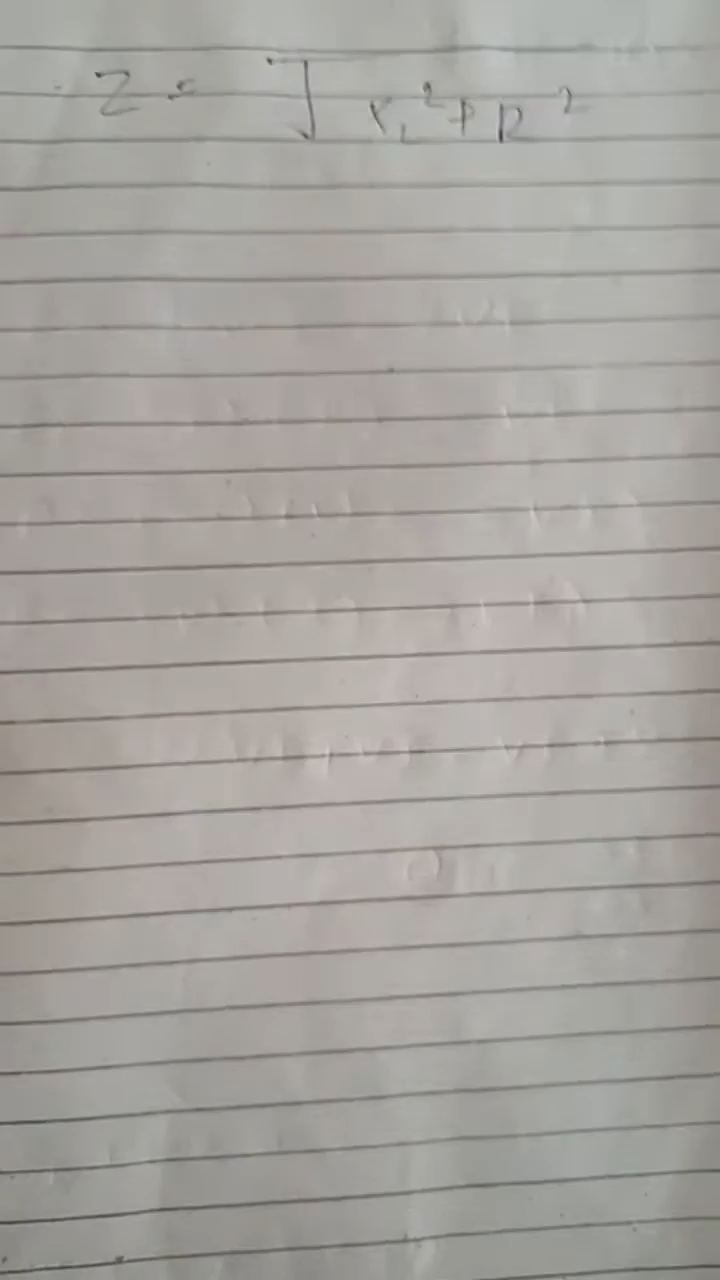 Z = √ X_L² + R²